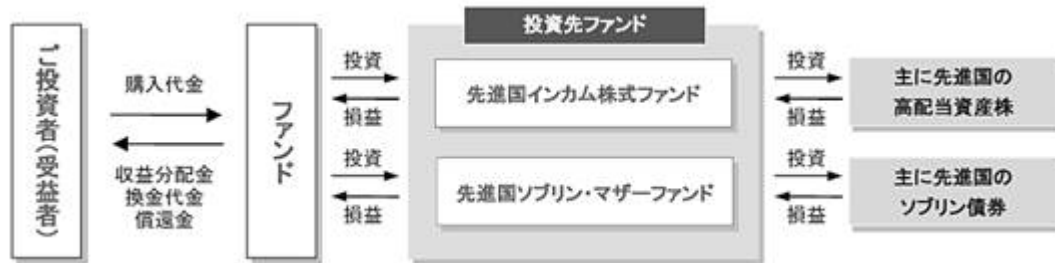 ご投資者(受益者)
購入代金
収益分配金
換金代金
償還金
ファンド
投資
損益
投資
損益
投資先ファンド
先進国インカム株式ファンド
先進国ソブリン・マザーファンド
投資
損益
投資
損益
主に先進国の
高配当資産株
主に先進国の
ソブリン債券